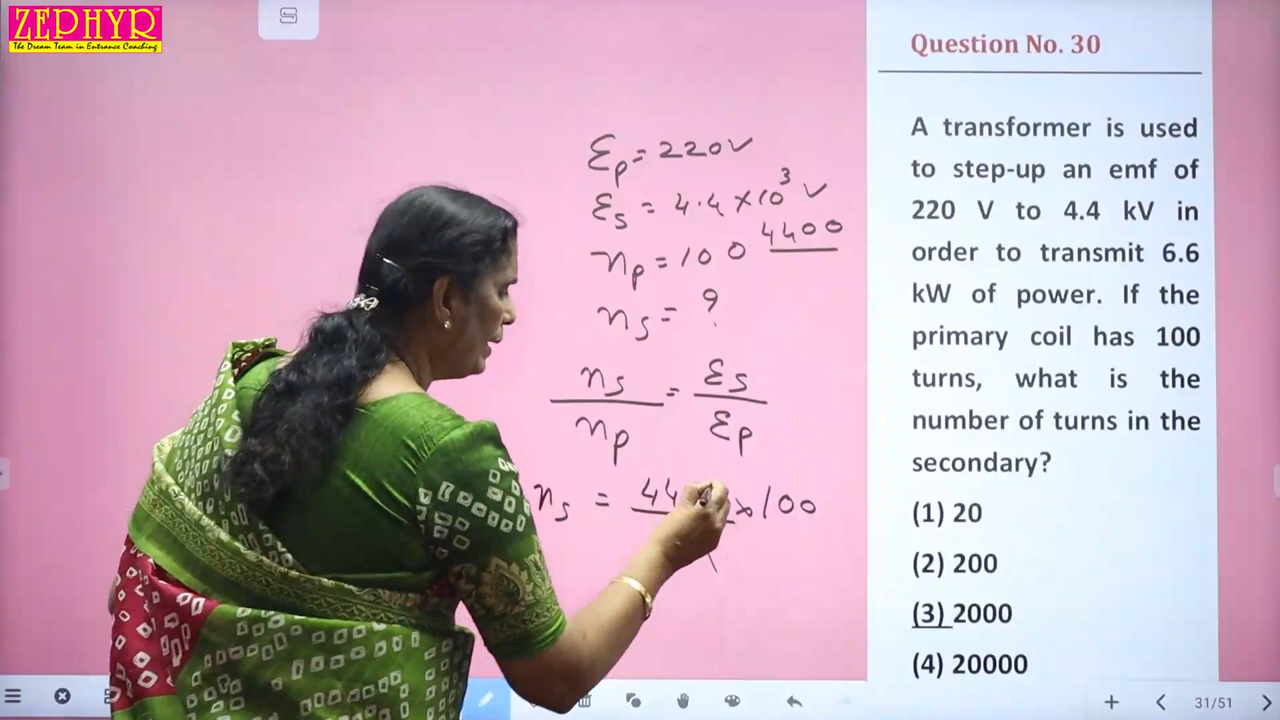 ZEPHYR™
The Dream Team in Entrance Coaching
Ɛp = 220V
Ɛs = 4.4 × 10³ V
4400
np = 100
ns = ?
ns/np = Ɛs/Ɛp
ns = 44 × 100
Question No. 30
A transformer is used
to step-up an emf of
220 V to 4.4 kV in
order to transmit 6.6
kW of power. If the
primary coil has 100
turns, what is the
number of turns in the
secondary?
(1) 20
(2) 200
(3) 2000
(4) 20000
31/51